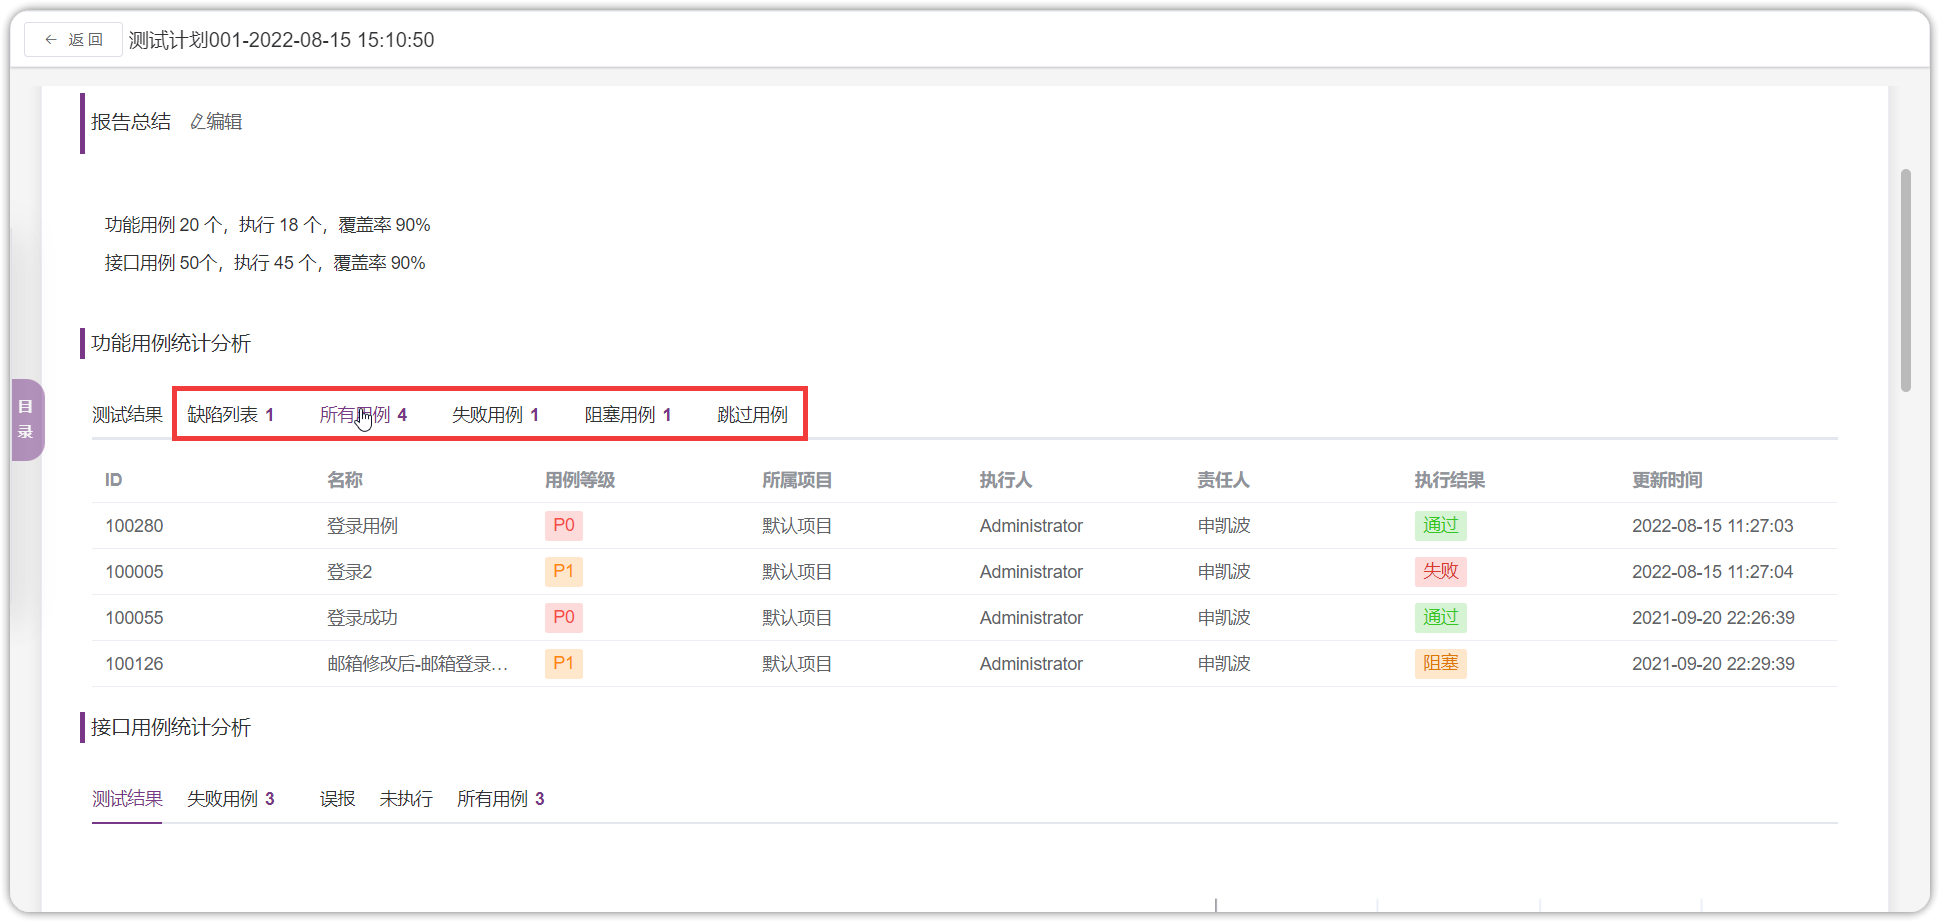 ← 返回 测试计划001-2022-08-15 15:10:50
报告总结 编辑
功能用例 20 个，执行 18 个，覆盖率 90%
接口用例 50个，执行 45 个，覆盖率 90%
功能用例统计分析
目录
测试结果 缺陷列表 1 所有用例 4 失败用例 1 阻塞用例 1 跳过用例
ID 名称 用例等级 所属项目 执行人 责任人 执行结果 更新时间
100280 登录用例 P0 默认项目 Administrator 申凯波 通过 2022-08-15 11:27:03
100005 登录2 P1 默认项目 Administrator 申凯波 失败 2022-08-15 11:27:04
100055 登录成功 P0 默认项目 Administrator 申凯波 通过 2021-09-20 22:26:39
100126 邮箱修改后-邮箱登录... P1 默认项目 Administrator 申凯波 阻塞 2021-09-20 22:29:39
接口用例统计分析
测试结果 失败用例 3 误报 未执行 所有用例 3